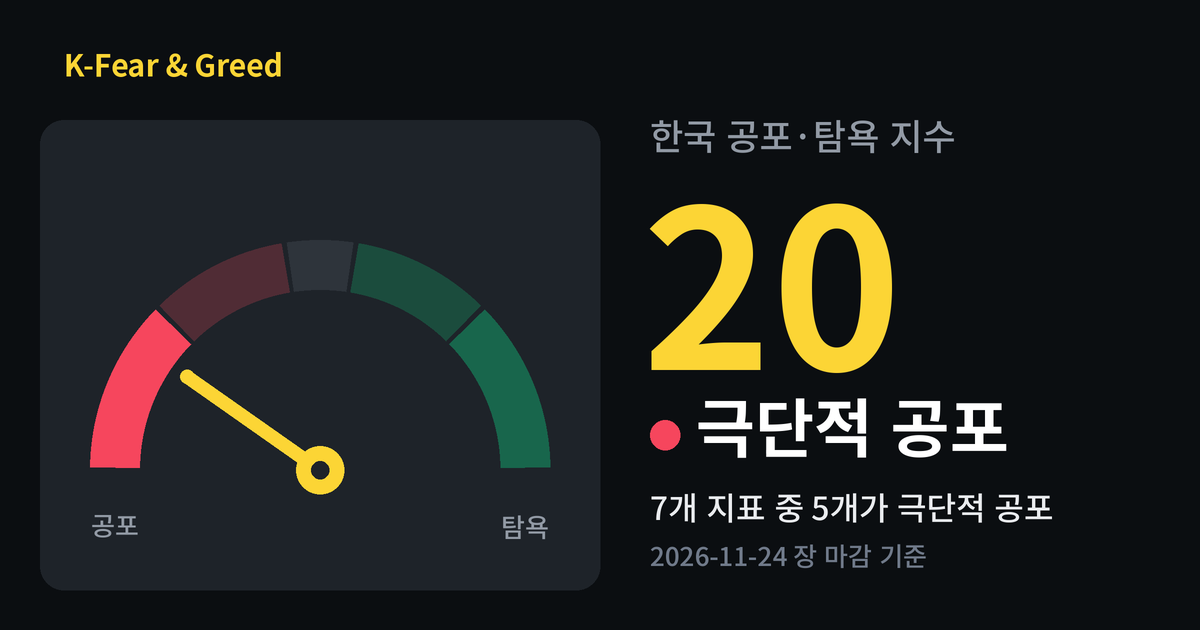 K-Fear & Greed
한국 공포·탐욕 지수
20
극단적 공포
7개 지표 중 5개가 극단적 공포
2026-11-24 장 마감 기준
공포
탐욕